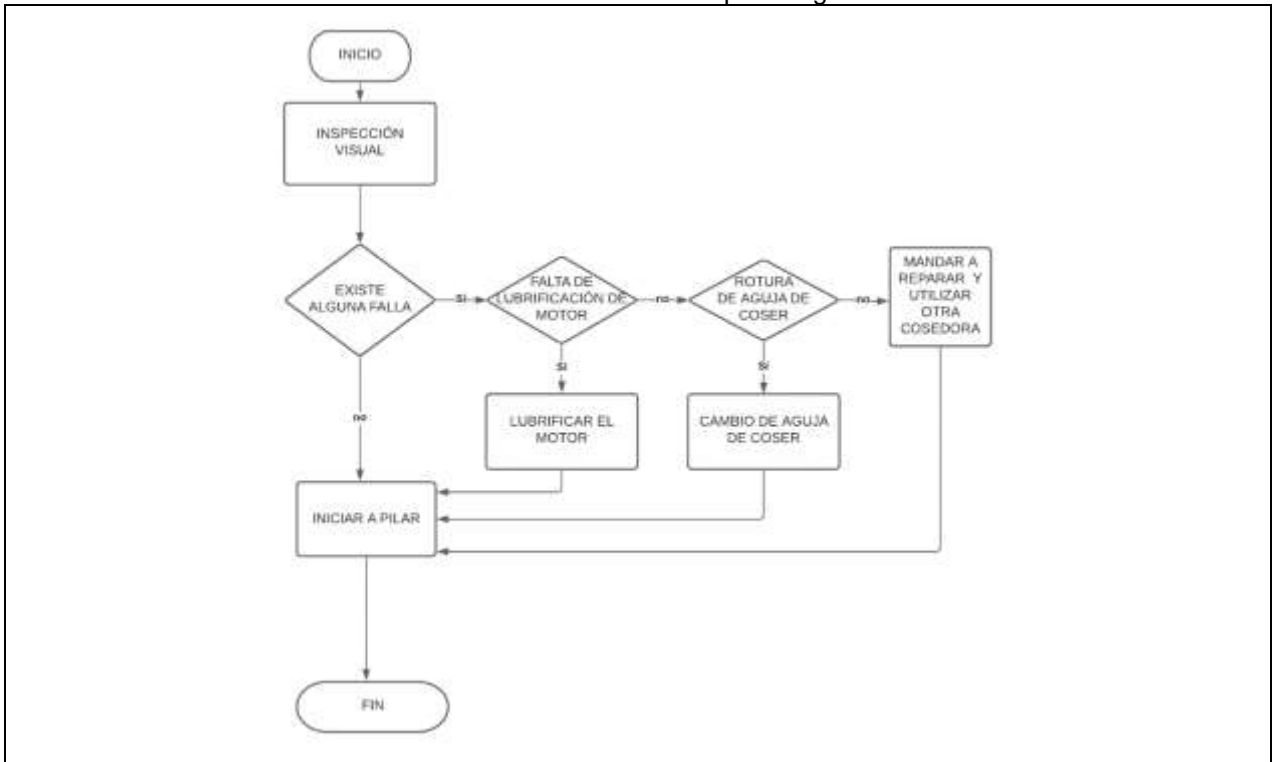 INICIO
INSPECCIÓN
VISUAL
EXISTE
ALGUNA FALLA
SI
FALTA DE
LUBRIFICACIÓN DE
MOTOR
no
ROTURA
DE AGUJA DE
COSER
no
MANDAR A
REPARAR Y
UTILIZAR
OTRA
COSEDORA
SI
SI
no
LUBRIFICAR EL
MOTOR
CAMBIO DE AGUJA
DE COSER
INICIAR A PILAR
FIN